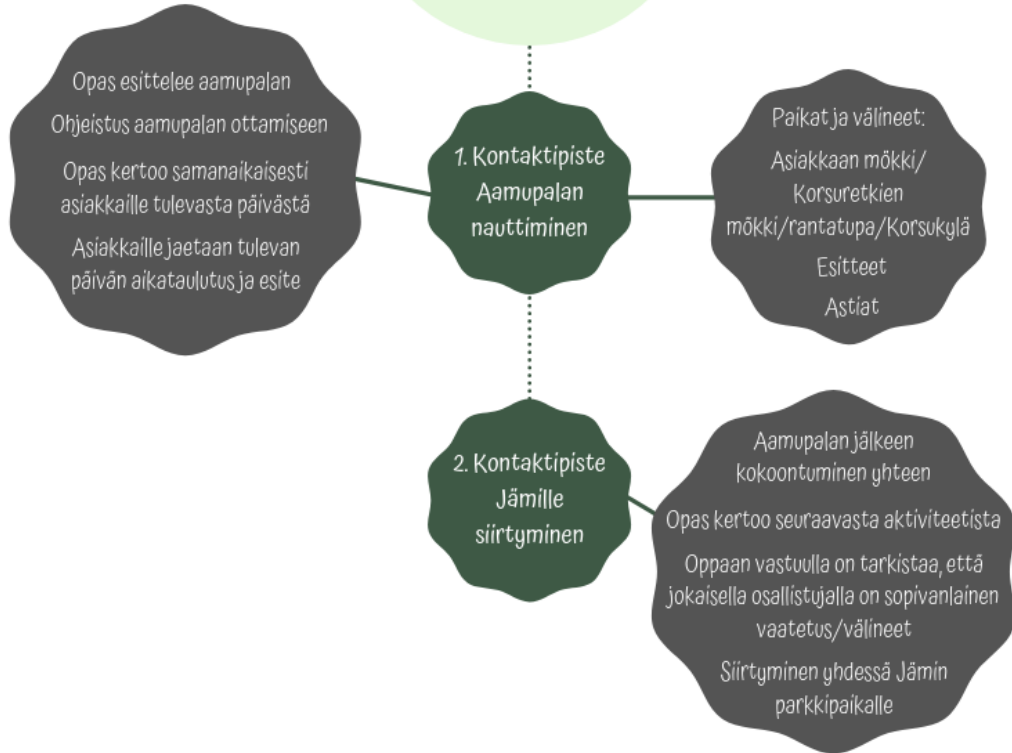 Opas esittelee aamupalan
Ohjeistus aamupalan ottamiseen
Opas kertoo samanaikaisesti
asiakkaille tulevasta päivästä
Asiakkaille jaetaan tulevan
päivän aikataulutus ja esite
1. Kontaktipiste
Aamupalan
nauttiminen
Paikat ja välineet:
Asiakkaan mökki/
Korsuretkien
mökki/rantatupa/Korsukylä
Esitteet
Astiat
2. Kontaktipiste
Jämille
siirtyminen
Aamupalan jälkeen
kokoontuminen yhteen
Opas kertoo seuraavasta aktiviteetista
Oppaan vastuulla on tarkistaa, että
jokaisella osallistujalla on sopivanlainen
vaatetus/välineet
Siirtyminen yhdessä Jämin
parkkipaikalle